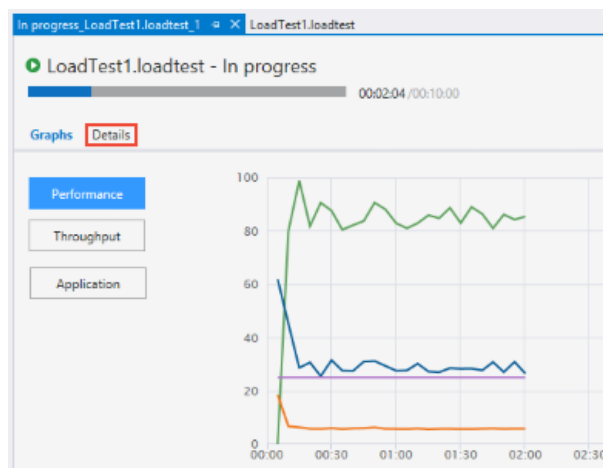 In progress_LoadTest1.loadtest_1 LoadTest1.loadtest
LoadTest1.loadtest - In progress
00:02:04 /00:10:00
Graphs Details
Performance
Throughput
Application
100
80
60
40
20
0
00:00 00:30 01:00 01:30 02:00 02:30